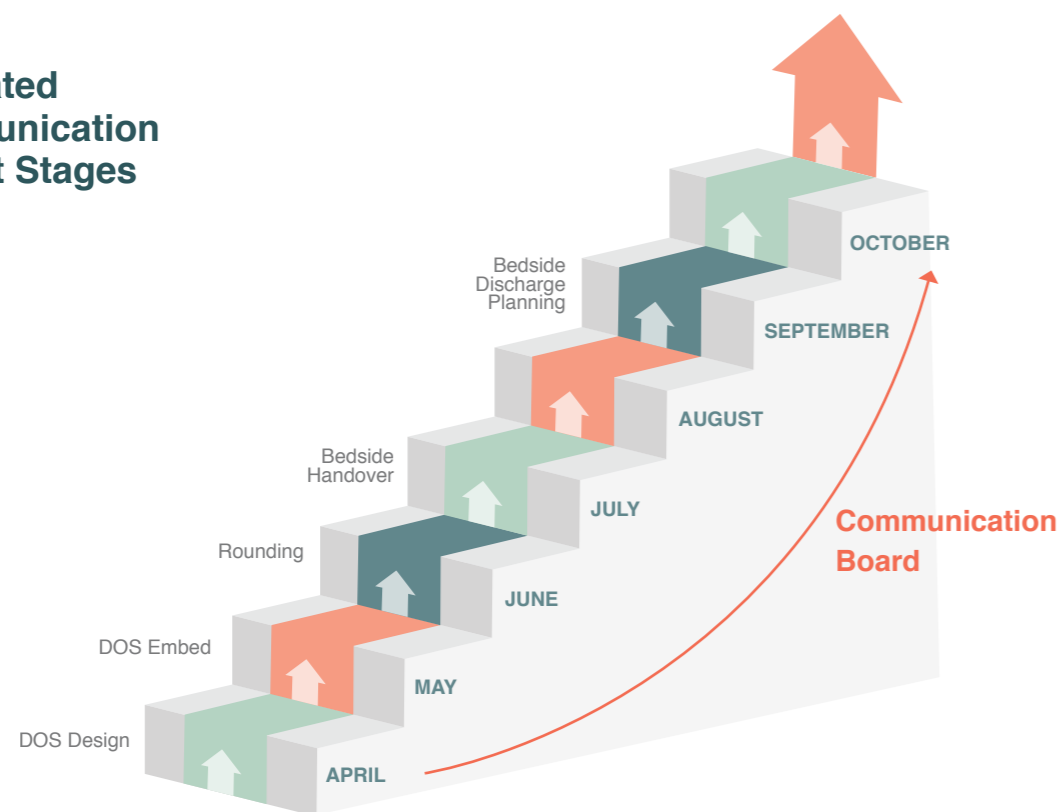 ated
unication
t Stages
Bedside
Discharge
Planning
Bedside
Handover
Rounding
DOS Embed
DOS Design
OCTOBER
SEPTEMBER
AUGUST
JULY
JUNE
MAY
APRIL
Communication
Board